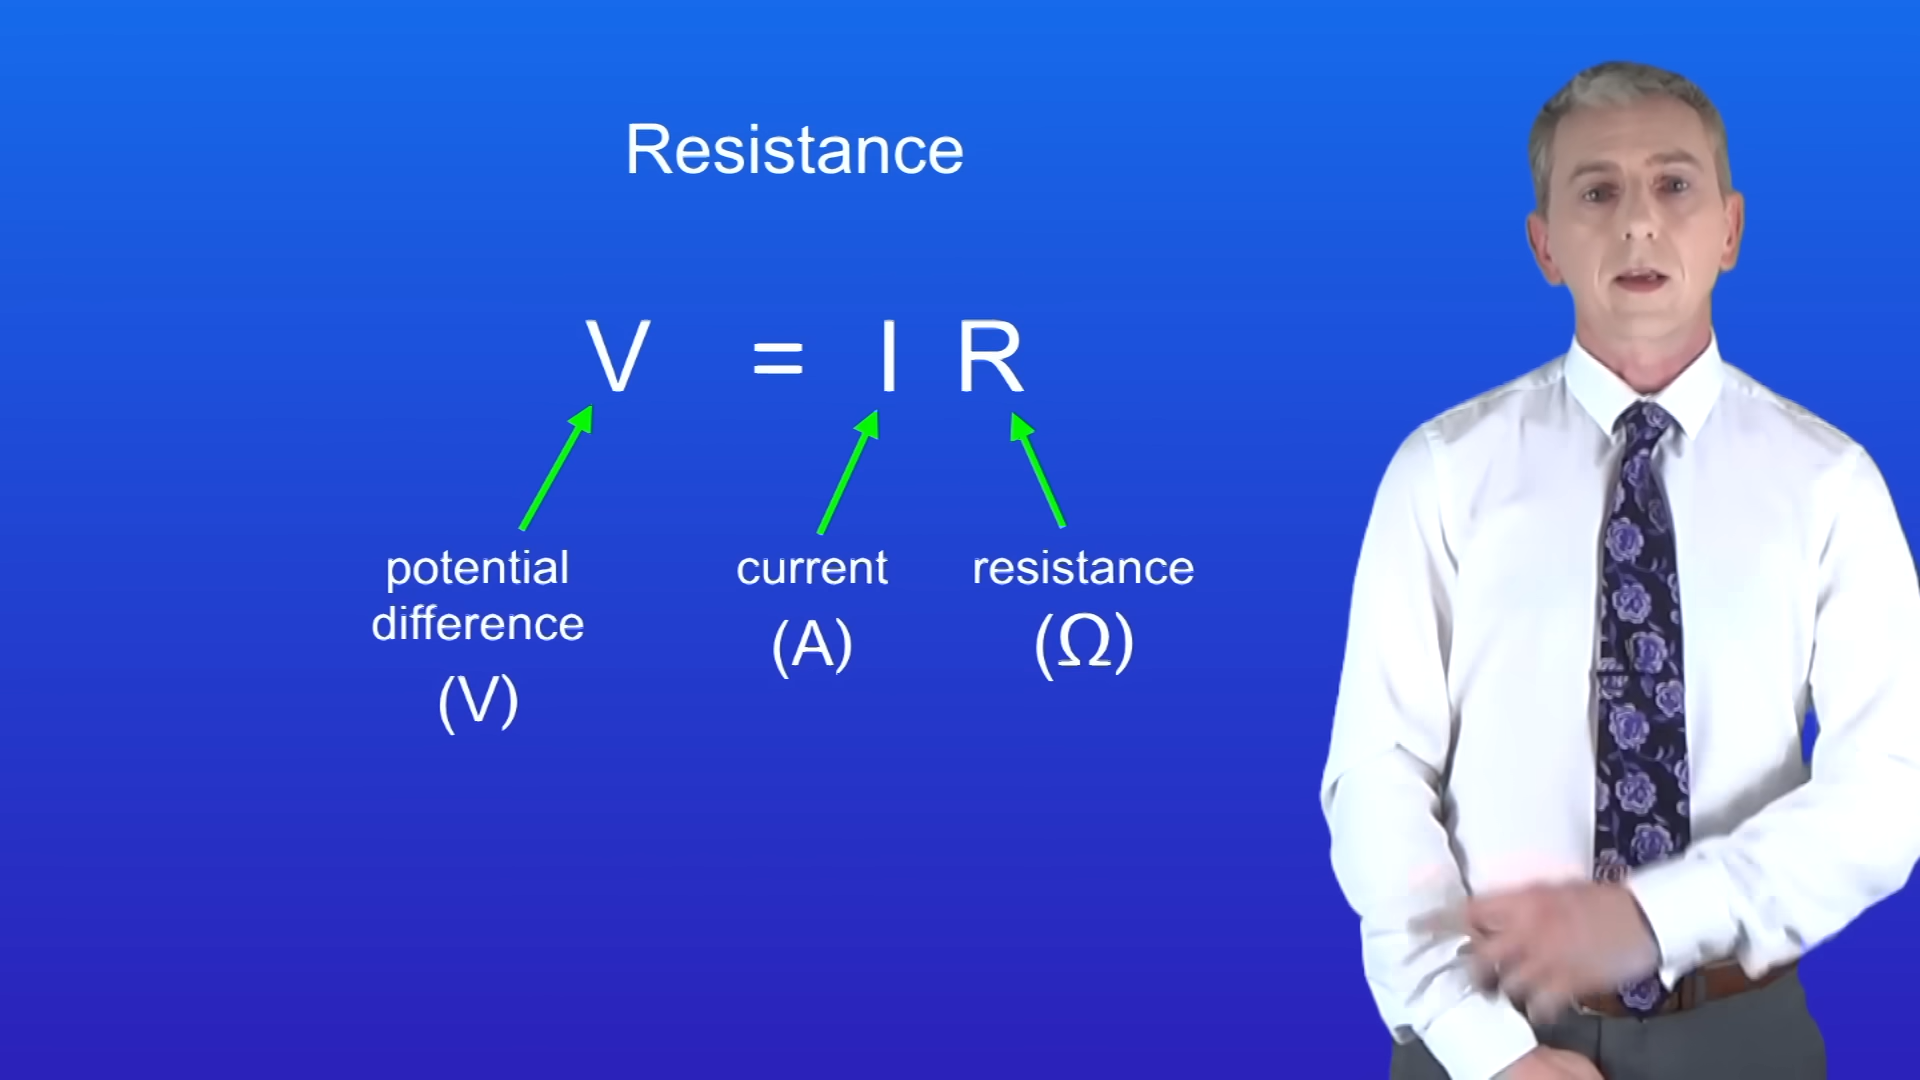 Resistance
V = I R
potential difference (V)
current (A)
resistance (Ω)